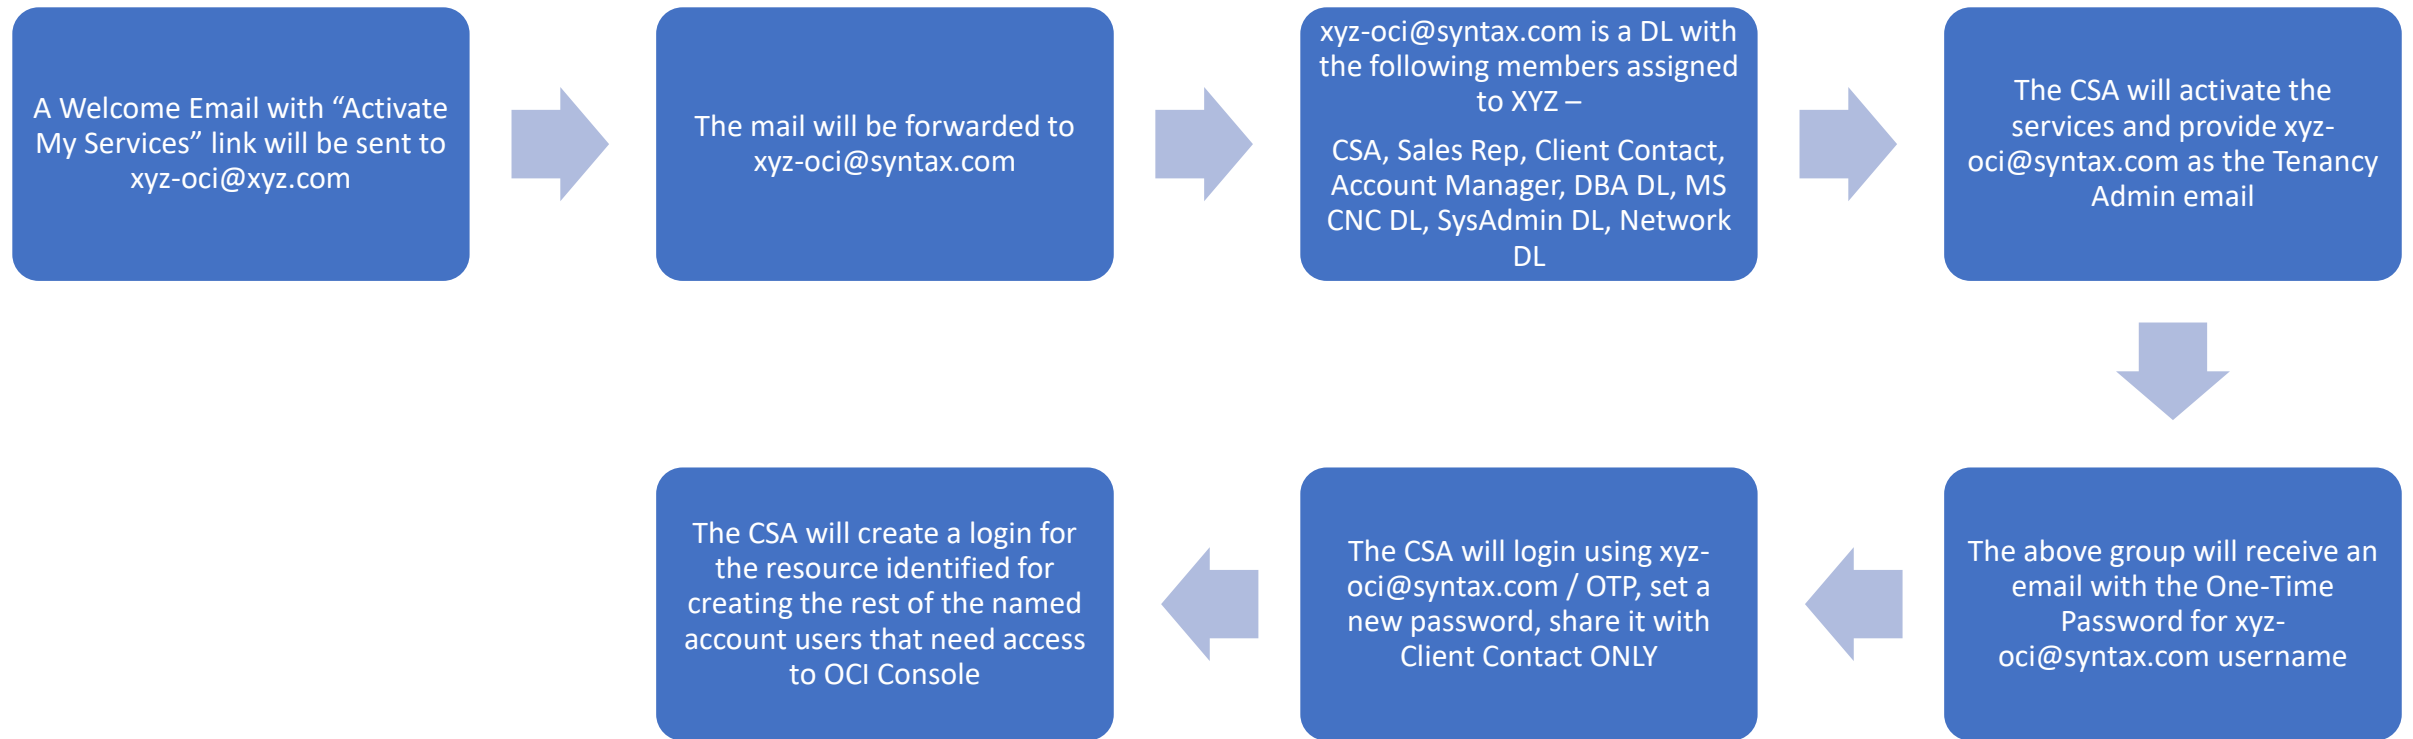 A Welcome Email with “Activate
My Services” link will be sent to
xyz-oci@xyz.com
The mail will be forwarded to
xyz-oci@syntax.com
xyz-oci@syntax.com is a DL with
the following members assigned
to XYZ –
CSA, Sales Rep, Client Contact,
Account Manager, DBA DL, MS
CNC DL, SysAdmin DL, Network
DL
The CSA will activate the
services and provide xyz-
oci@syntax.com as the Tenancy
Admin email
The above group will receive an
email with the One-Time
Password for xyz-
oci@syntax.com username
The CSA will login using xyz-
oci@syntax.com / OTP, set a
new password, share it with
Client Contact ONLY
The CSA will create a login for
the resource identified for
creating the rest of the named
account users that need access
to OCI Console